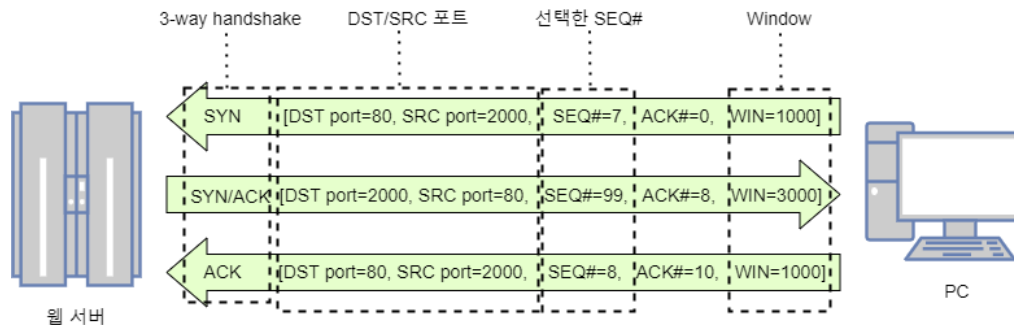 3-way handshake DST/SRC 포트 선택한 SEQ# Window
SYN [DST port=80, SRC port=2000, SEQ#=7, ACK#=0, WIN=1000]
SYN/ACK [DST port=2000, SRC port=80, SEQ#=99, ACK#=8, WIN=3000]
ACK [DST port=80, SRC port=2000, SEQ#=8, ACK#=10, WIN=1000]
웹 서버
PC